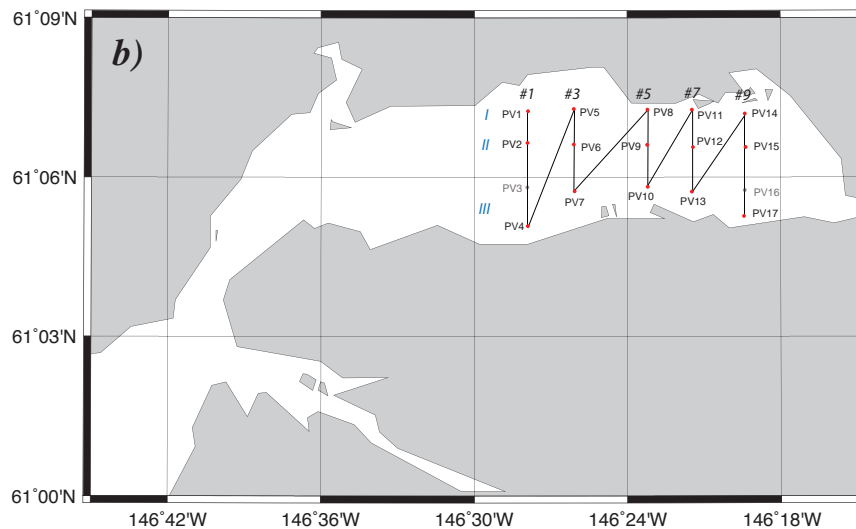 61°09'N
b)
#1 #3 #5 #7 #9
I PV1 PV5 PV8 PV11 PV14
II PV2 PV6 PV9 PV12 PV15
61°06'N
PV3 PV7 PV10 PV13 PV16
III
PV4 PV17
61°03'N
61°00'N
146°42'W 146°36'W 146°30'W 146°24'W 146°18'W